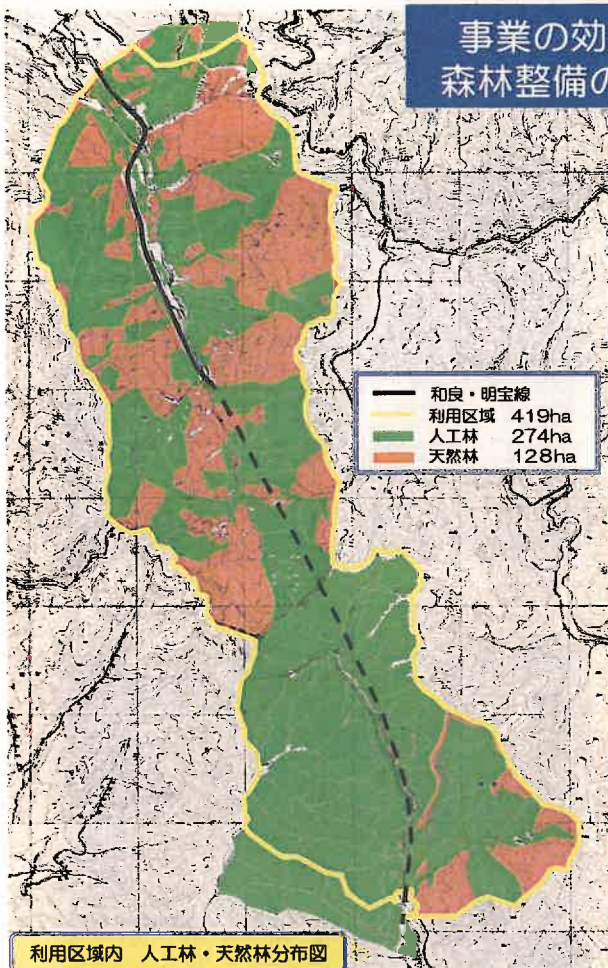 事業の効
森林整備の
和良・明宝線
利用区域 419ha
人工林 274ha
天然林 128ha
利用区域内 人工林・天然林分布図